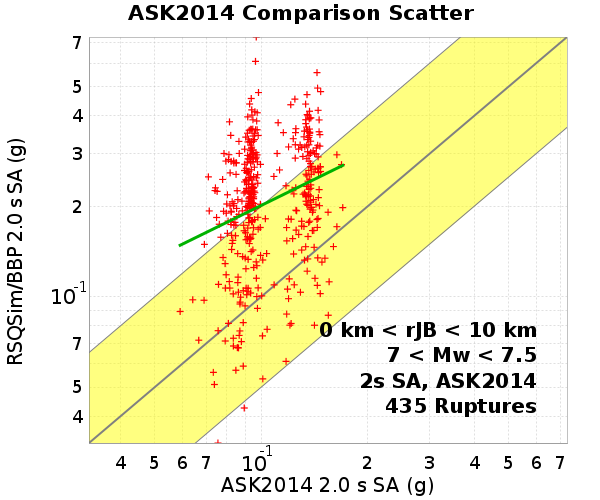 ASK2014 Comparison Scatter
7
5
4
3
2
10-1
7
5
4
RSQSim/BBP 2.0 s SA (g)
0 km < rJB < 10 km
7 < Mw < 7.5
2s SA, ASK2014
435 Ruptures
4 5 6 7 10-1 2 3 4 5 6 7
ASK2014 2.0 s SA (g)